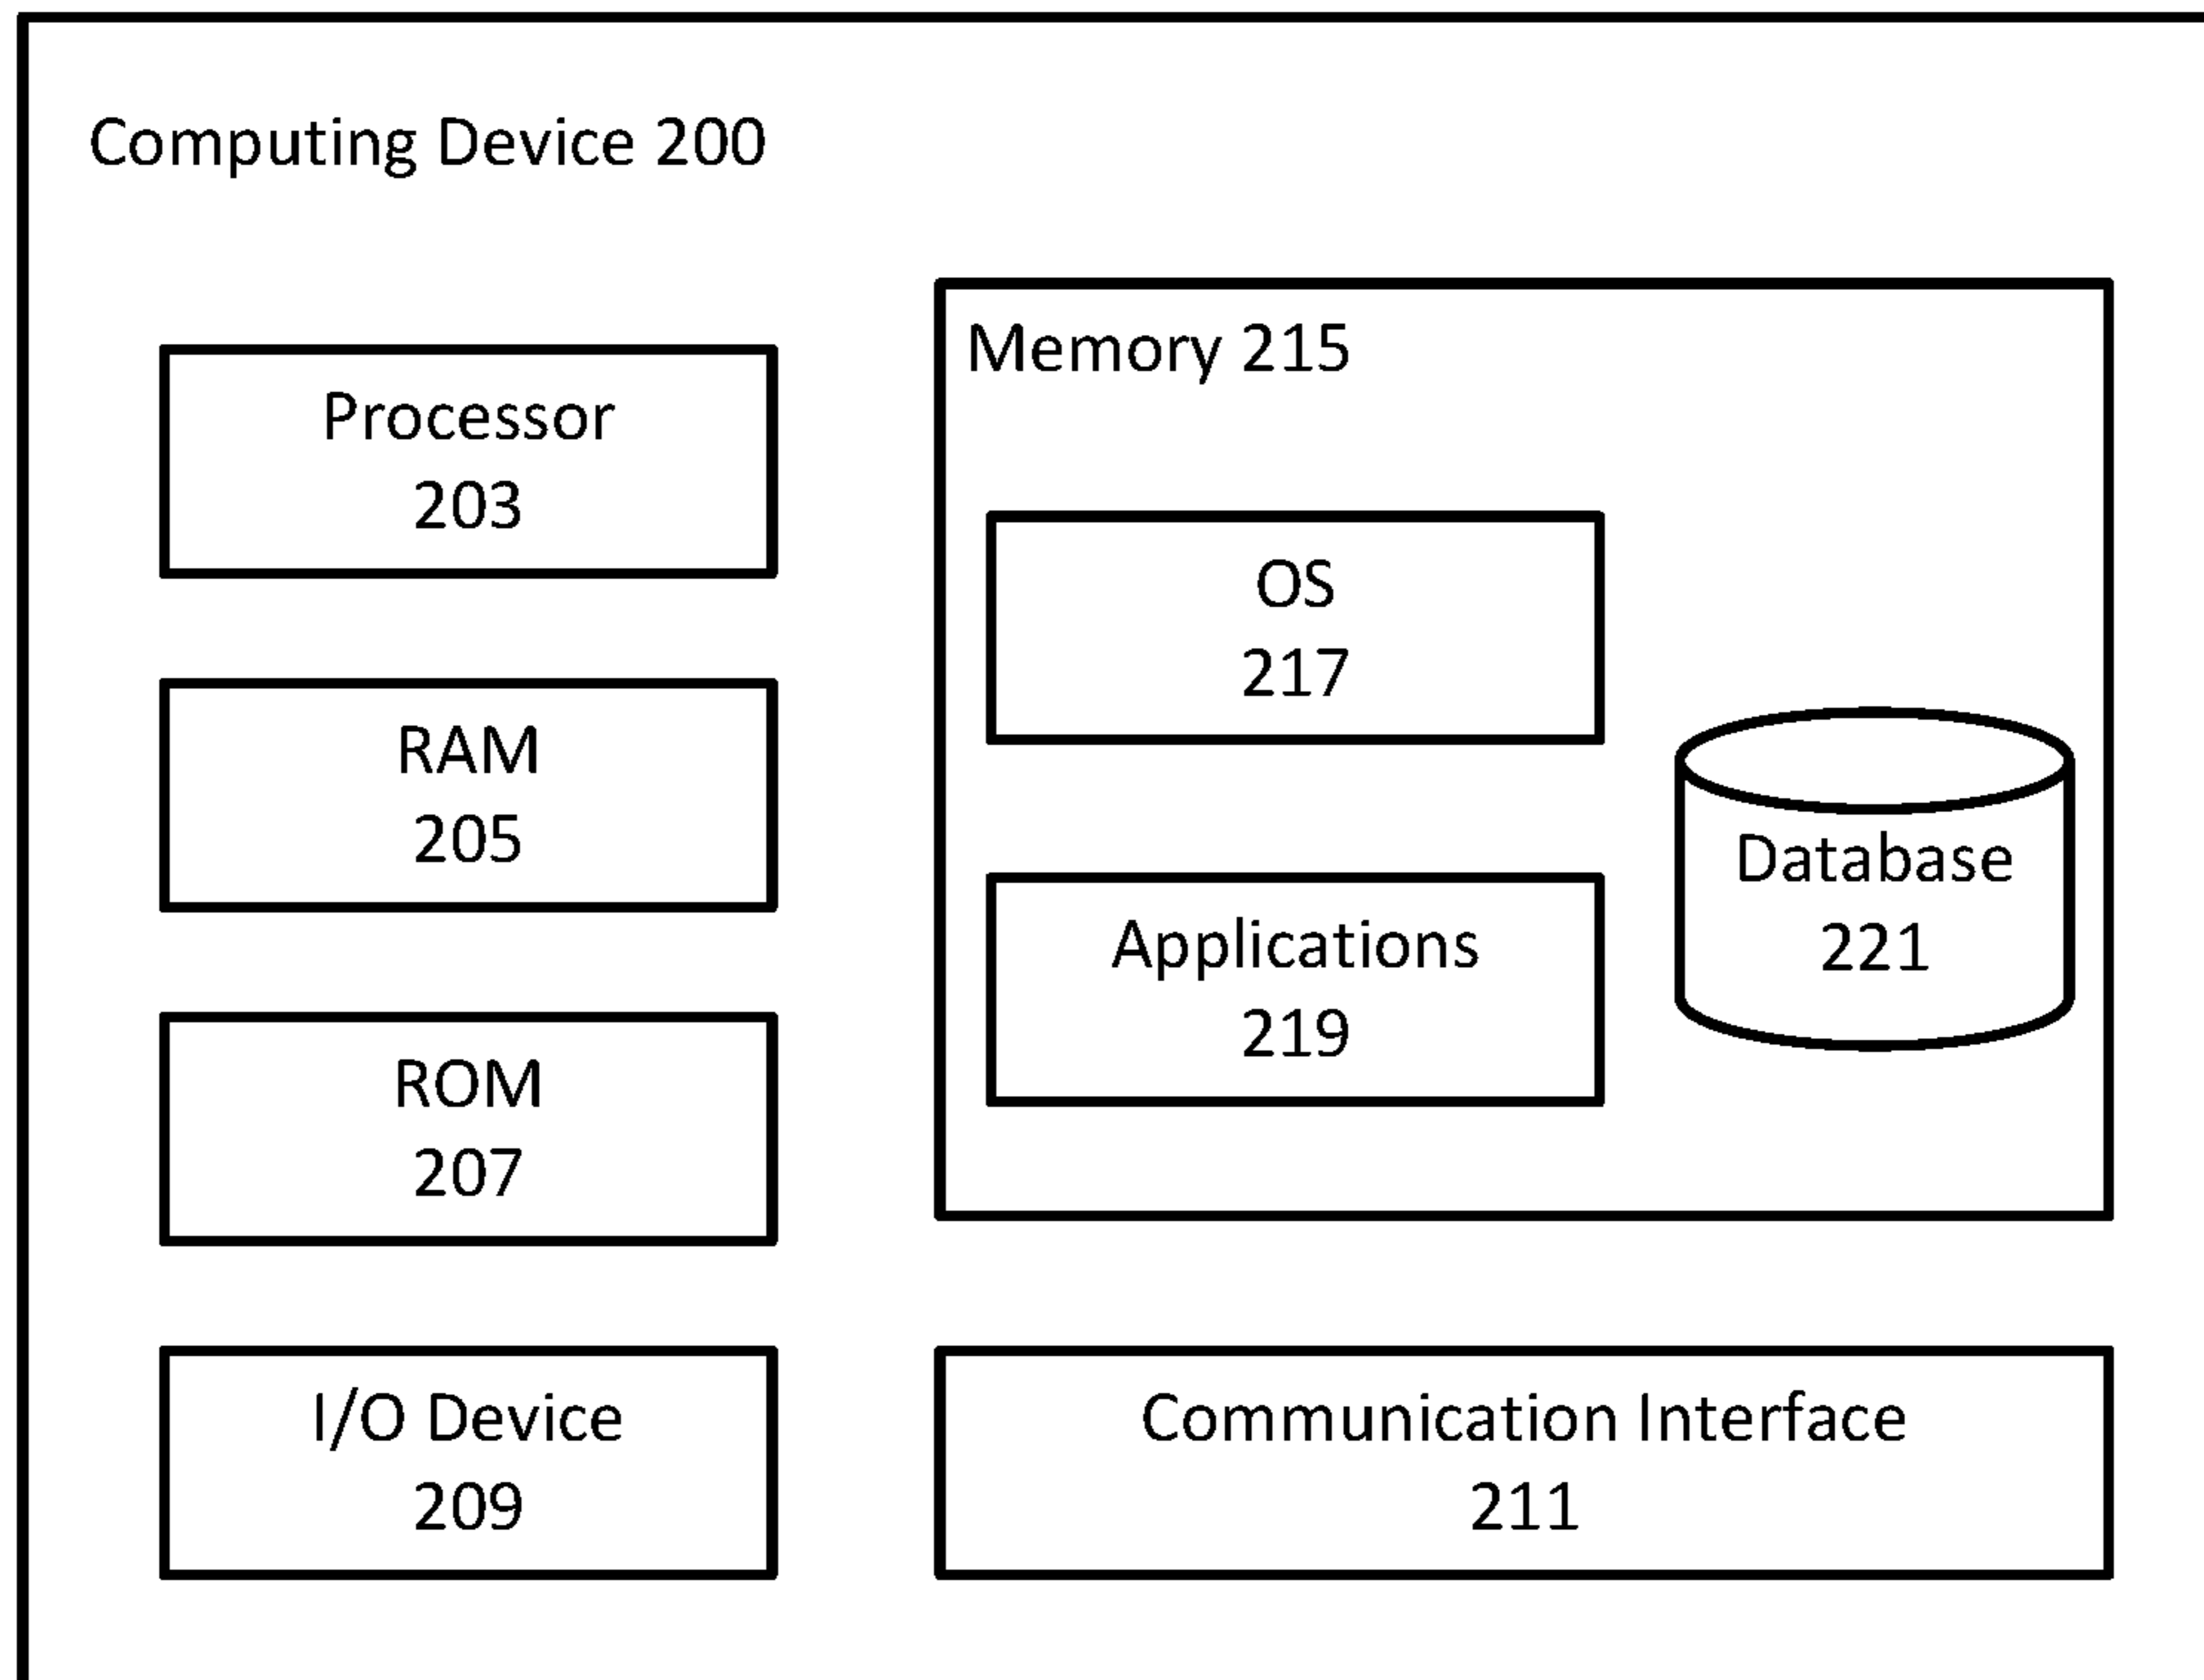 Computing Device 200
Processor
203
RAM
205
ROM
207
I/O Device
209
Memory 215
OS
217
Applications
219
Database
221
Communication Interface
211